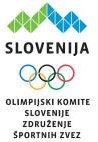 SLOVENIJA
OLIMPIJSKI KOMITE
SLOVENIJE
ZDRUŽENJE
ŠPORTNIH ZVEZ